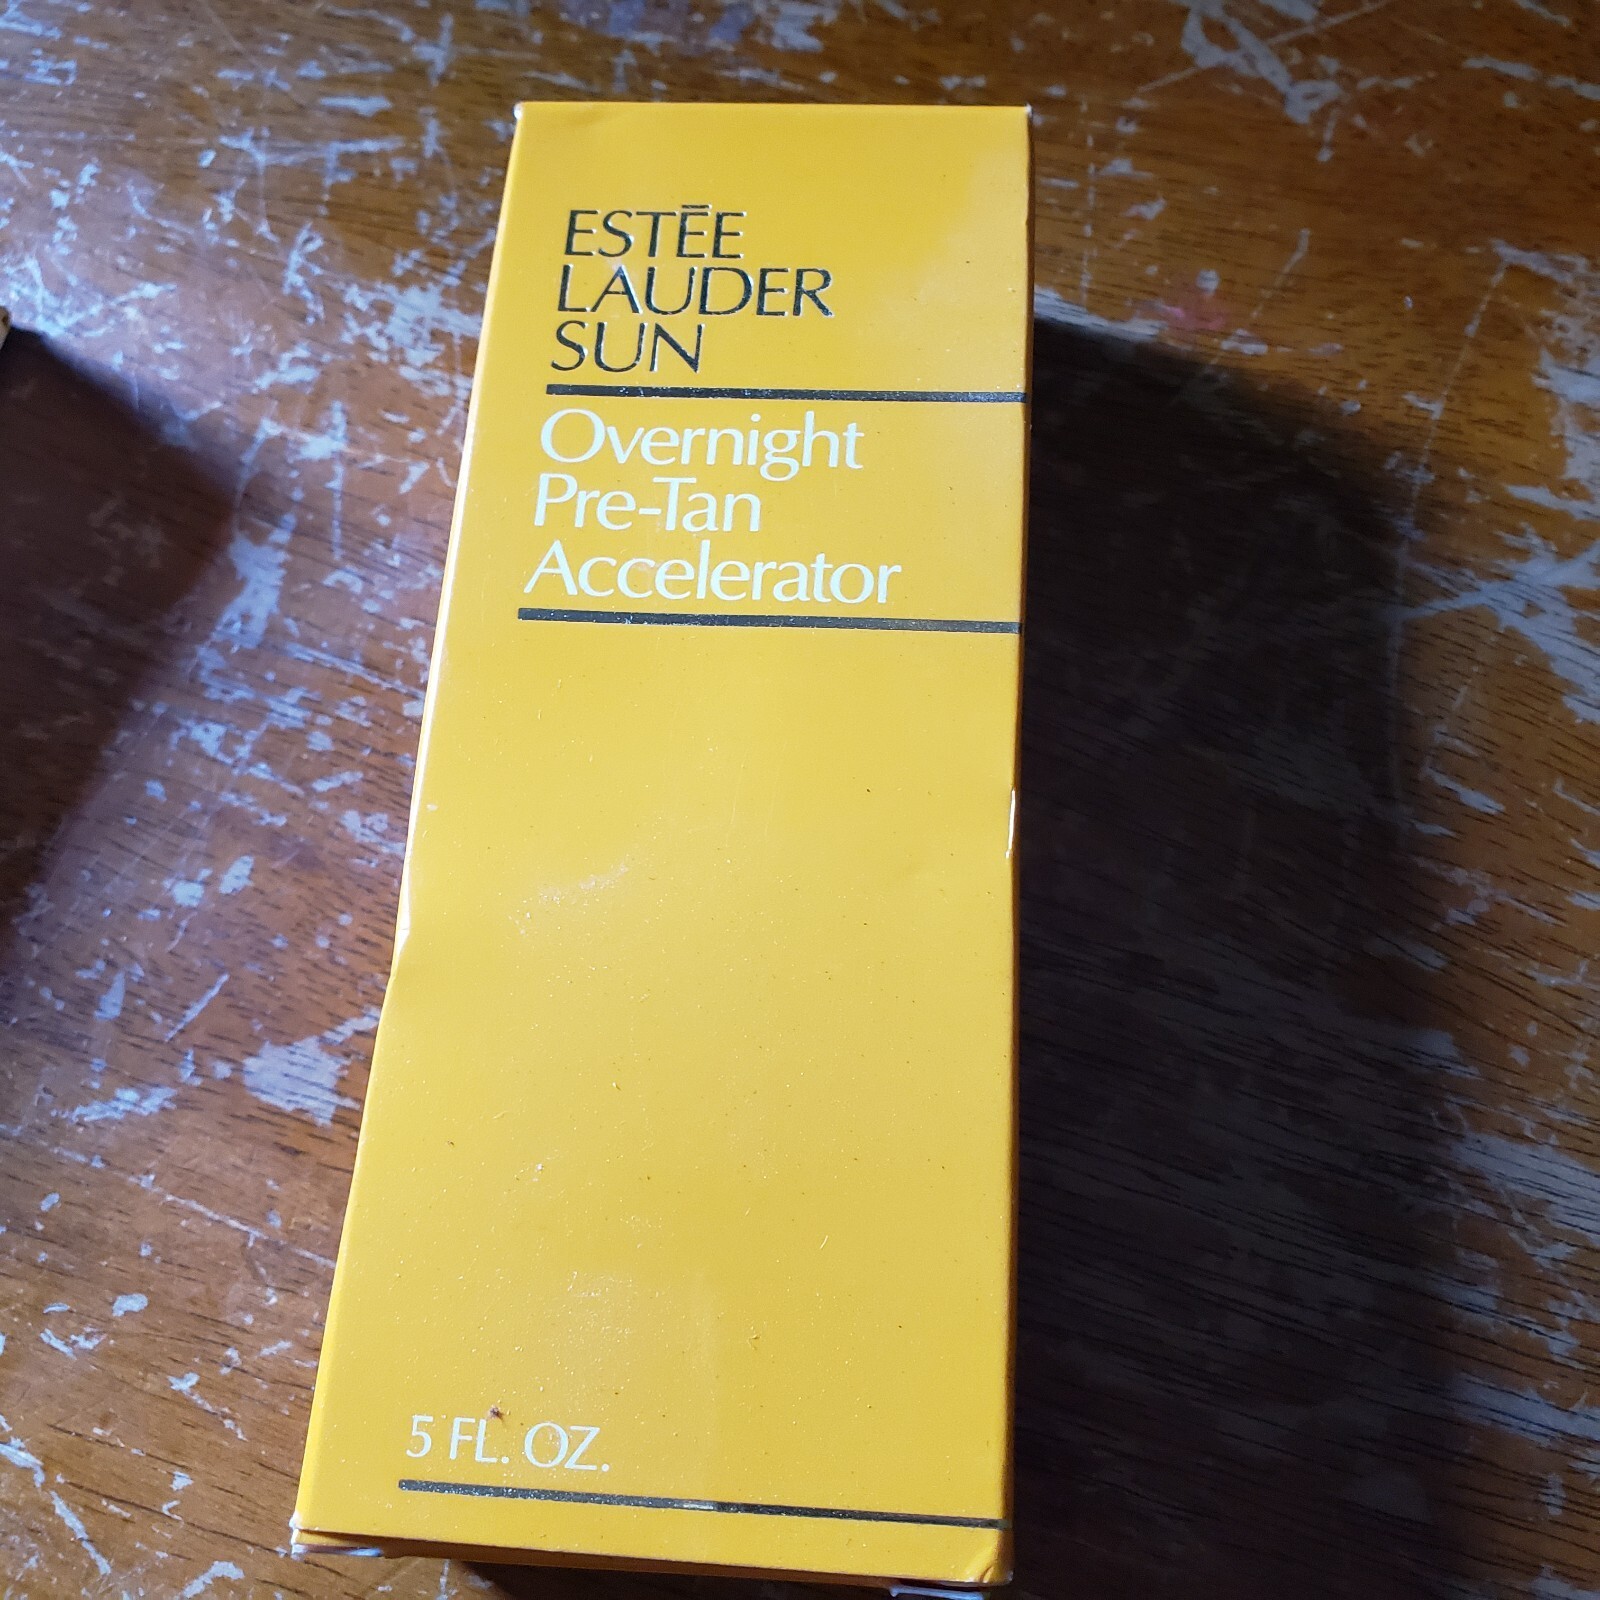 ESTĒE
LAUDER
SUN
Overnight
Pre-Tan
Accelerator
5 FL. OZ.